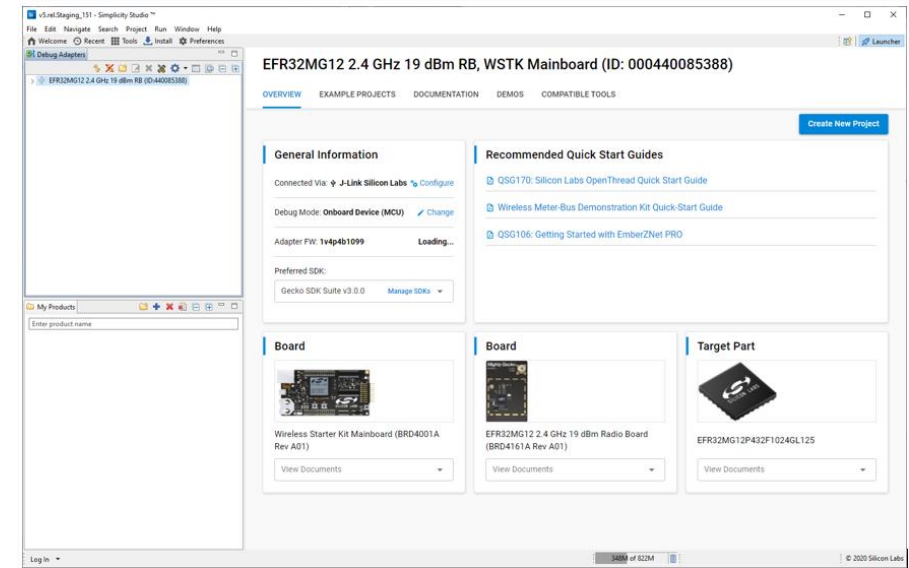 v5.rel.Staging_151 - Simplicity Studio ™
File Edit Navigate Search Project Run Window Help
Welcome Recent Tools Install Preferences
Launcher
Debug Adapters
EFR32MG12 2.4 GHz 19 dBm RB (ID:440085388)
EFR32MG12 2.4 GHz 19 dBm RB, WSTK Mainboard (ID: 000440085388)
OVERVIEW EXAMPLE PROJECTS DOCUMENTATION DEMOS COMPATIBLE TOOLS
Create New Project
General Information
Connected Via: J-Link Silicon Labs Configure
Debug Mode: Onboard Device (MCU) Change
Adapter FW: 1v4p4b1099 Loading...
Preferred SDK:
Gecko SDK Suite v3.0.0 Manage SDKs
Recommended Quick Start Guides
QSG170: Silicon Labs OpenThread Quick Start Guide
Wireless Meter-Bus Demonstration Kit Quick-Start Guide
QSG106: Getting Started with EmberZNet PRO
My Products
Enter product name
Board
Wireless Starter Kit Mainboard (BRD4001A
Rev A01)
View Documents
Board
Mighty Gecko
EFR32MG12 2.4 GHz 19 dBm Radio Board
(BRD4161A Rev A01)
View Documents
Target Part
SILICON LABS
EFR32MG12P432F1024GL125
View Documents
Log In
348M of 822M
© 2020 Silicon Labs